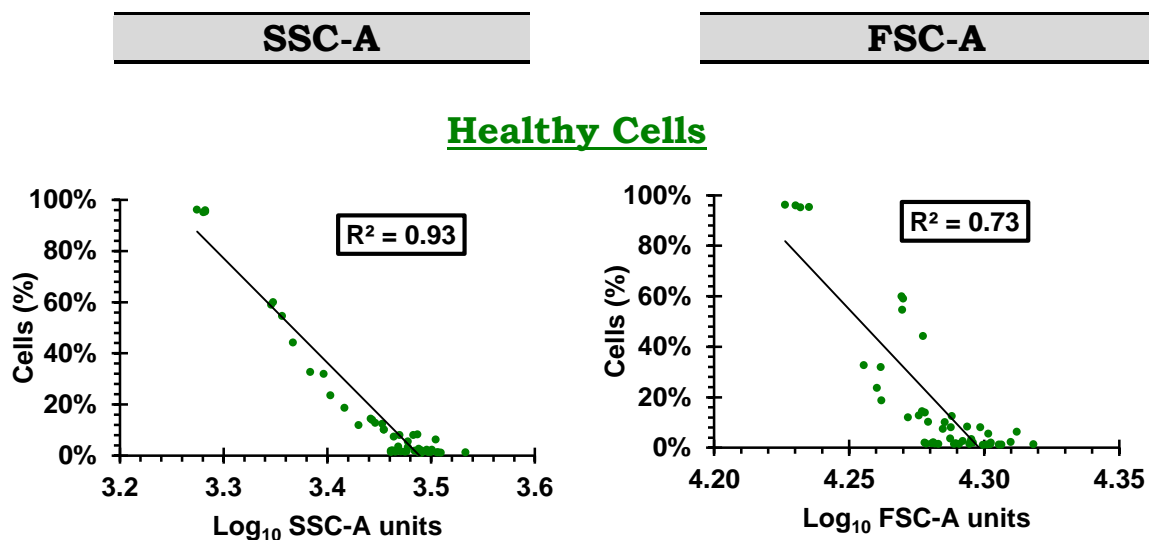 SSC-A
FSC-A
Healthy Cells
Cells (%)
100%
80%
60%
40%
20%
0%
R² = 0.93
3.2 3.3 3.4 3.5 3.6
Log₁₀ SSC-A units
Cells (%)
100%
80%
60%
40%
20%
0%
R² = 0.73
4.20 4.25 4.30 4.35
Log₁₀ FSC-A units